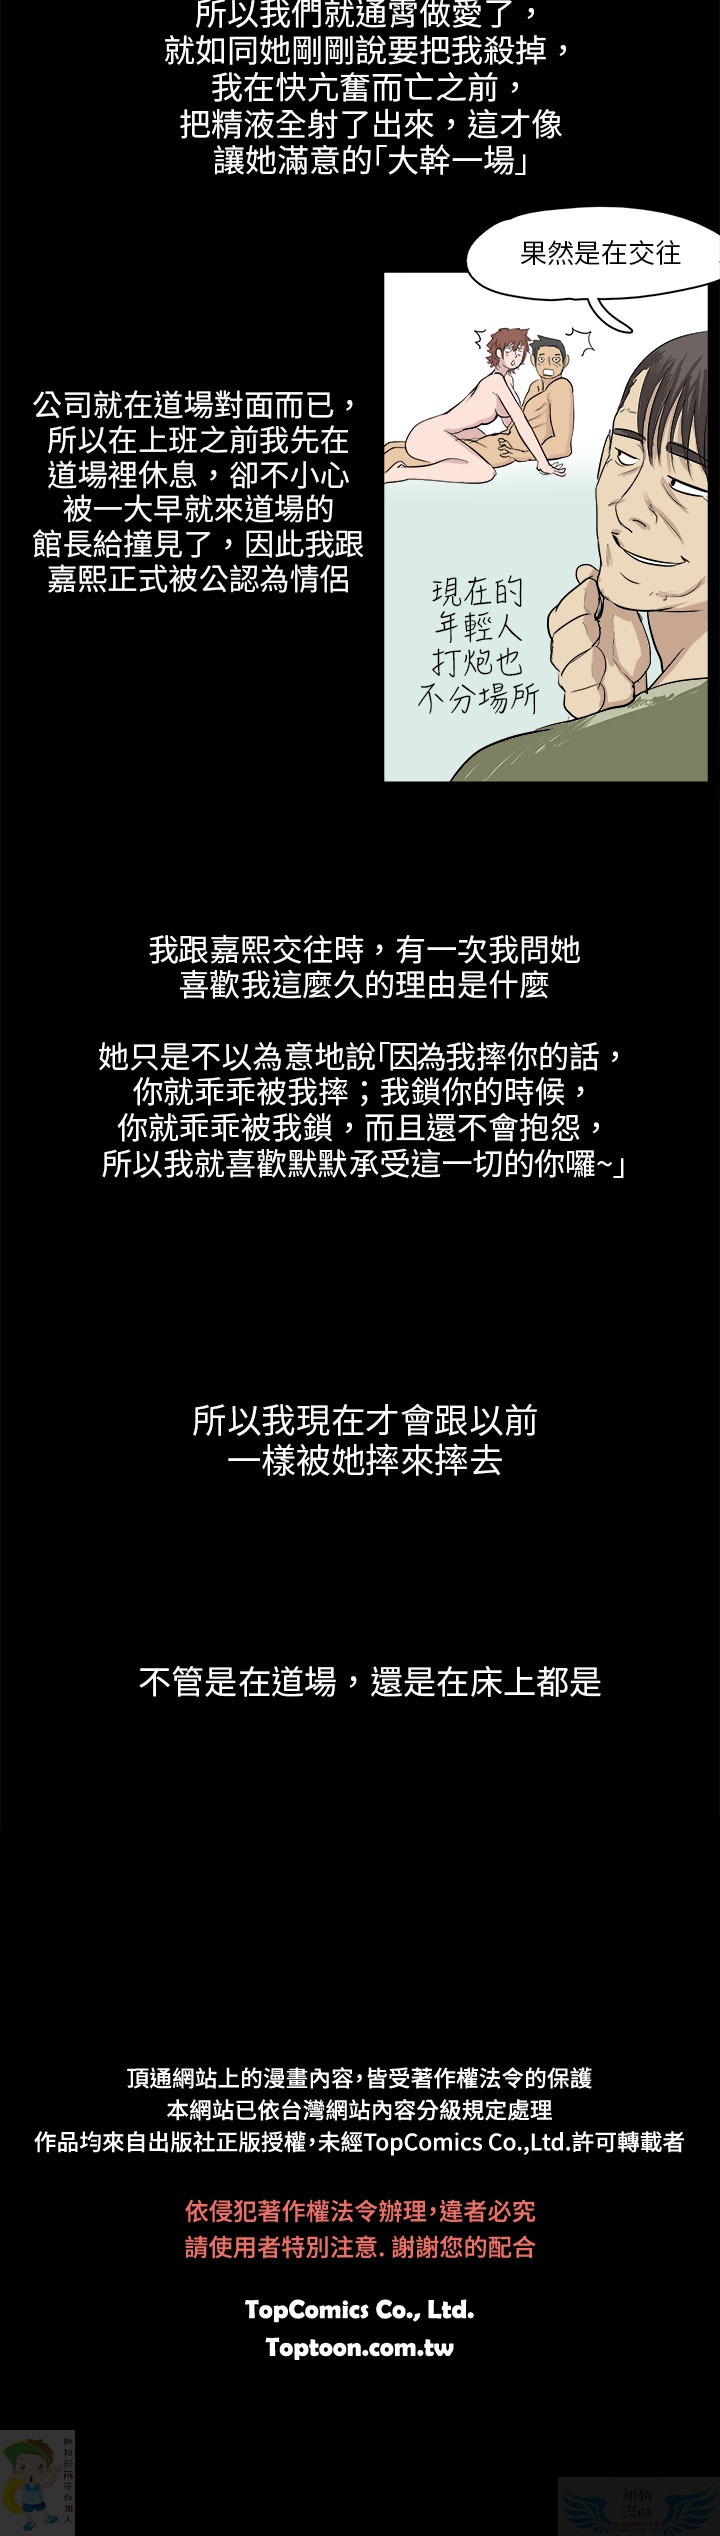 所以我們就通霄做愛了，
就如同她剛剛說要把我殺掉，
我在快亢奮而亡之前，
把精液全射了出來，這才像
讓她滿意的「大幹一場」
果然是在交往
公司就在道場對面而已，
所以在上班之前我先在
道場裡休息，卻不小心
被一大早就來道場的
館長給撞見了，因此我跟
嘉熙正式被公認為情侶
現在的
年輕人
打炮也
不分場所
我跟嘉熙交往時，有一次我問她
喜歡我這麼久的理由是什麼
她只是不以為意地說「因為我摔你的話，
你就乖乖被我摔；我鎖你的時候，
你就乖乖被我鎖，而且還不會抱怨，
所以我就喜歡默默承受這一切的你囉~」
所以我現在才會跟以前
一樣被她摔來摔去
不管是在道場，還是在床上都是
頂通網站上的漫畫內容，皆受著作權法令的保護
本網站已依台灣網站內容分級規定處理
作品均來自出版社正版授權，未經TopComics Co.,Ltd.許可轉載者
依侵犯著作權法令辦理，違者必究
請使用者特別注意. 謝謝您的配合
TopComics Co., Ltd.
Toptoon.com.tw